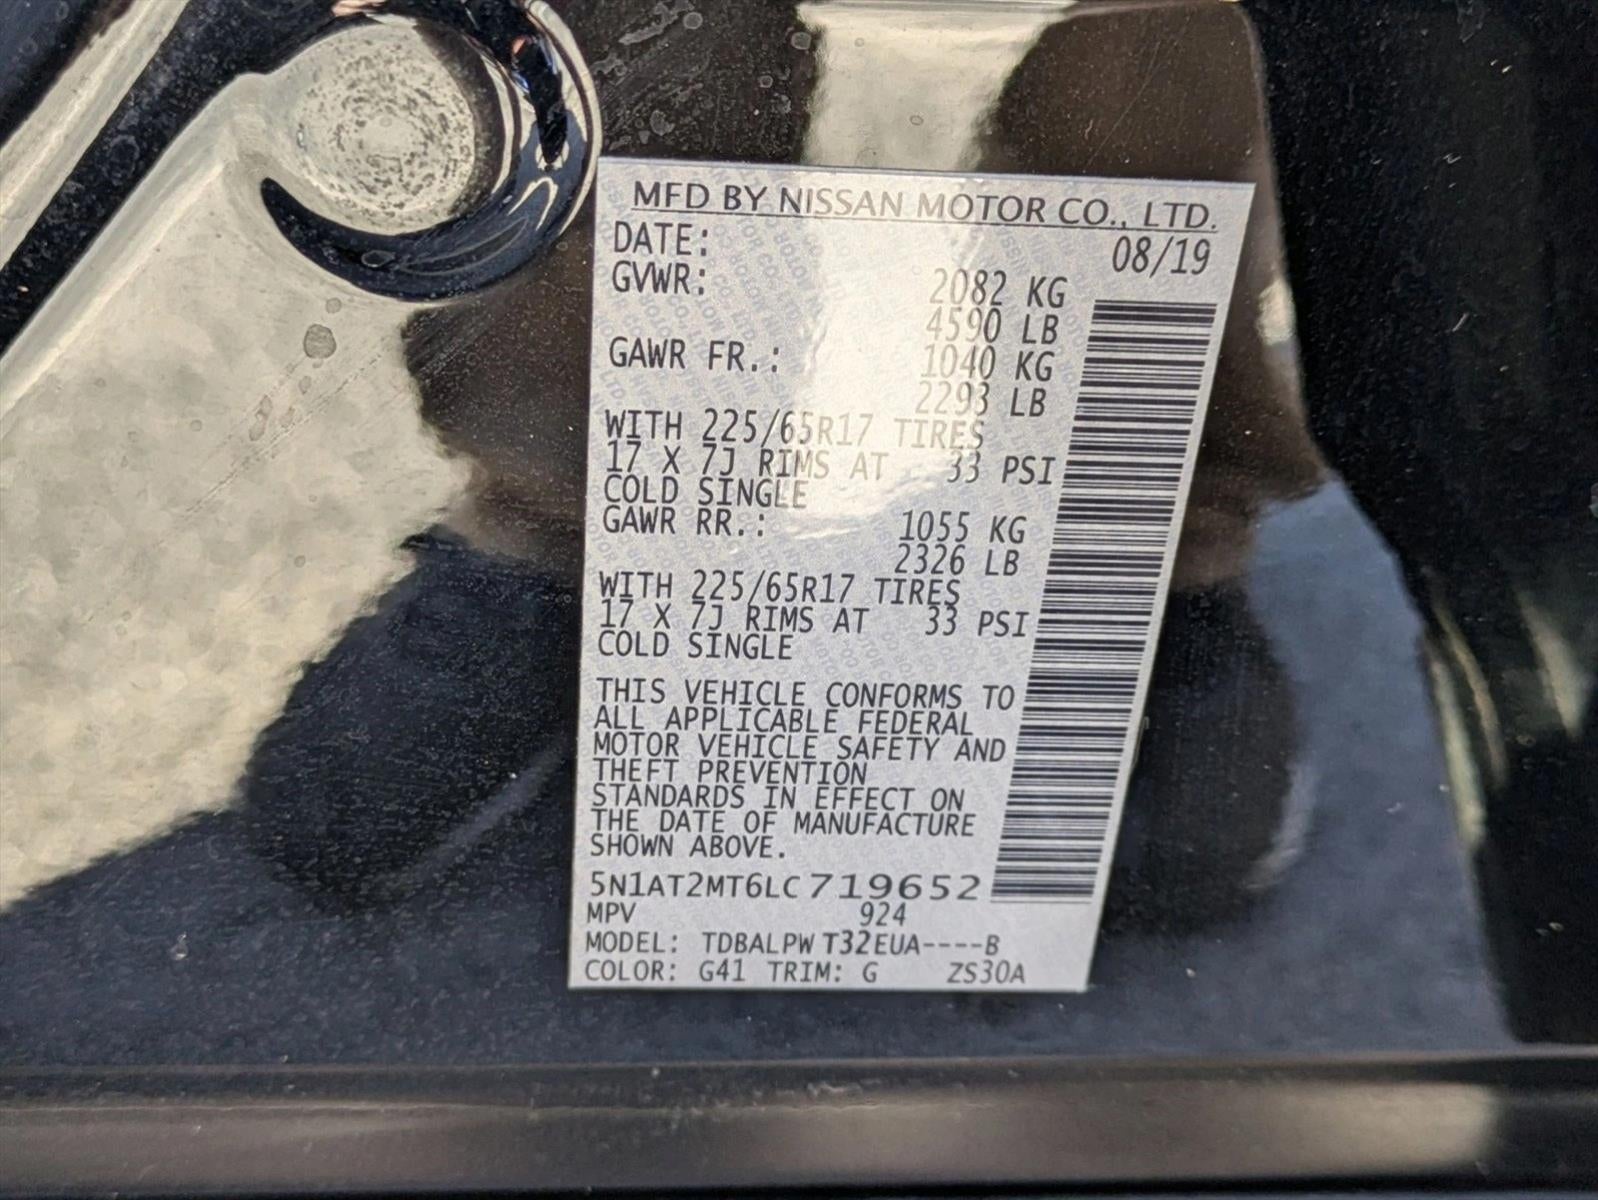 MFD BY NISSAN MOTOR CO., LTD.
DATE: 08/19
GVWR: 2082 KG
4590 LB
GAWR FR.: 1040 KG
2293 LB
WITH 225/65R17 TIRES
17 X 7J RIMS AT 33 PSI
COLD SINGLE
GAWR RR.: 1055 KG
2326 LB
WITH 225/65R17 TIRES
17 X 7J RIMS AT 33 PSI
COLD SINGLE
THIS VEHICLE CONFORMS TO
ALL APPLICABLE FEDERAL
MOTOR VEHICLE SAFETY AND
THEFT PREVENTION
STANDARDS IN EFFECT ON
THE DATE OF MANUFACTURE
SHOWN ABOVE.
5N1AT2MT6LC719652
MPV 924
MODEL: TDBALPW T32EUA----B
COLOR: G41 TRIM: G ZS30A